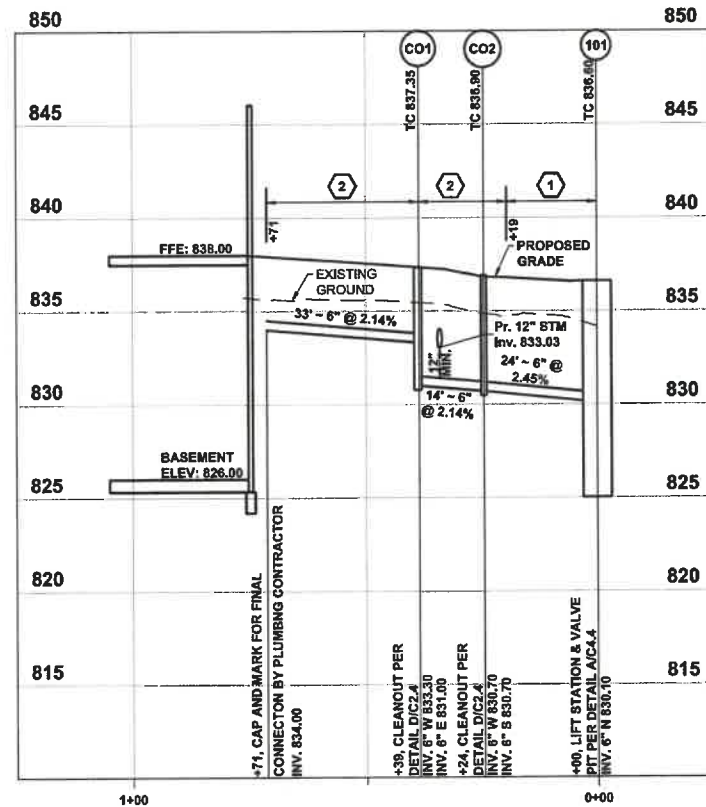 850
850
CO1
CO2
101
TC 837.35
TC 836.90
TC 836.60
845
845
2
2
1
840
840
+71
+19
FFE: 838.00
PROPOSED
GRADE
EXISTING
GROUND
835
835
33' ~ 6" @ 2.14%
Pr. 12" STM
Inv. 833.03
12"
MIN.
24' ~ 6" @
2.45%
830
830
14' ~ 6"
@ 2.14%
BASEMENT
ELEV: 826.00
825
825
820
820
815
815
+71, CAP AND MARK FOR FINAL
CONNECTON BY PLUMBNG CONTRACTOR
INV. 834.00
+39, CLEANOUT PER
DETAIL D/C2.4
INV. 6" W 833.30
INV. 6" E 831.00
+24, CLEANOUT PER
DETAIL D/C2.4
INV. 6" W 830.70
INV. 6" S 830.70
+00, LIFT STATION & VALVE
PIT PER DETAIL A/C4.4
INV. 6" N 830.10
1+00
0+00